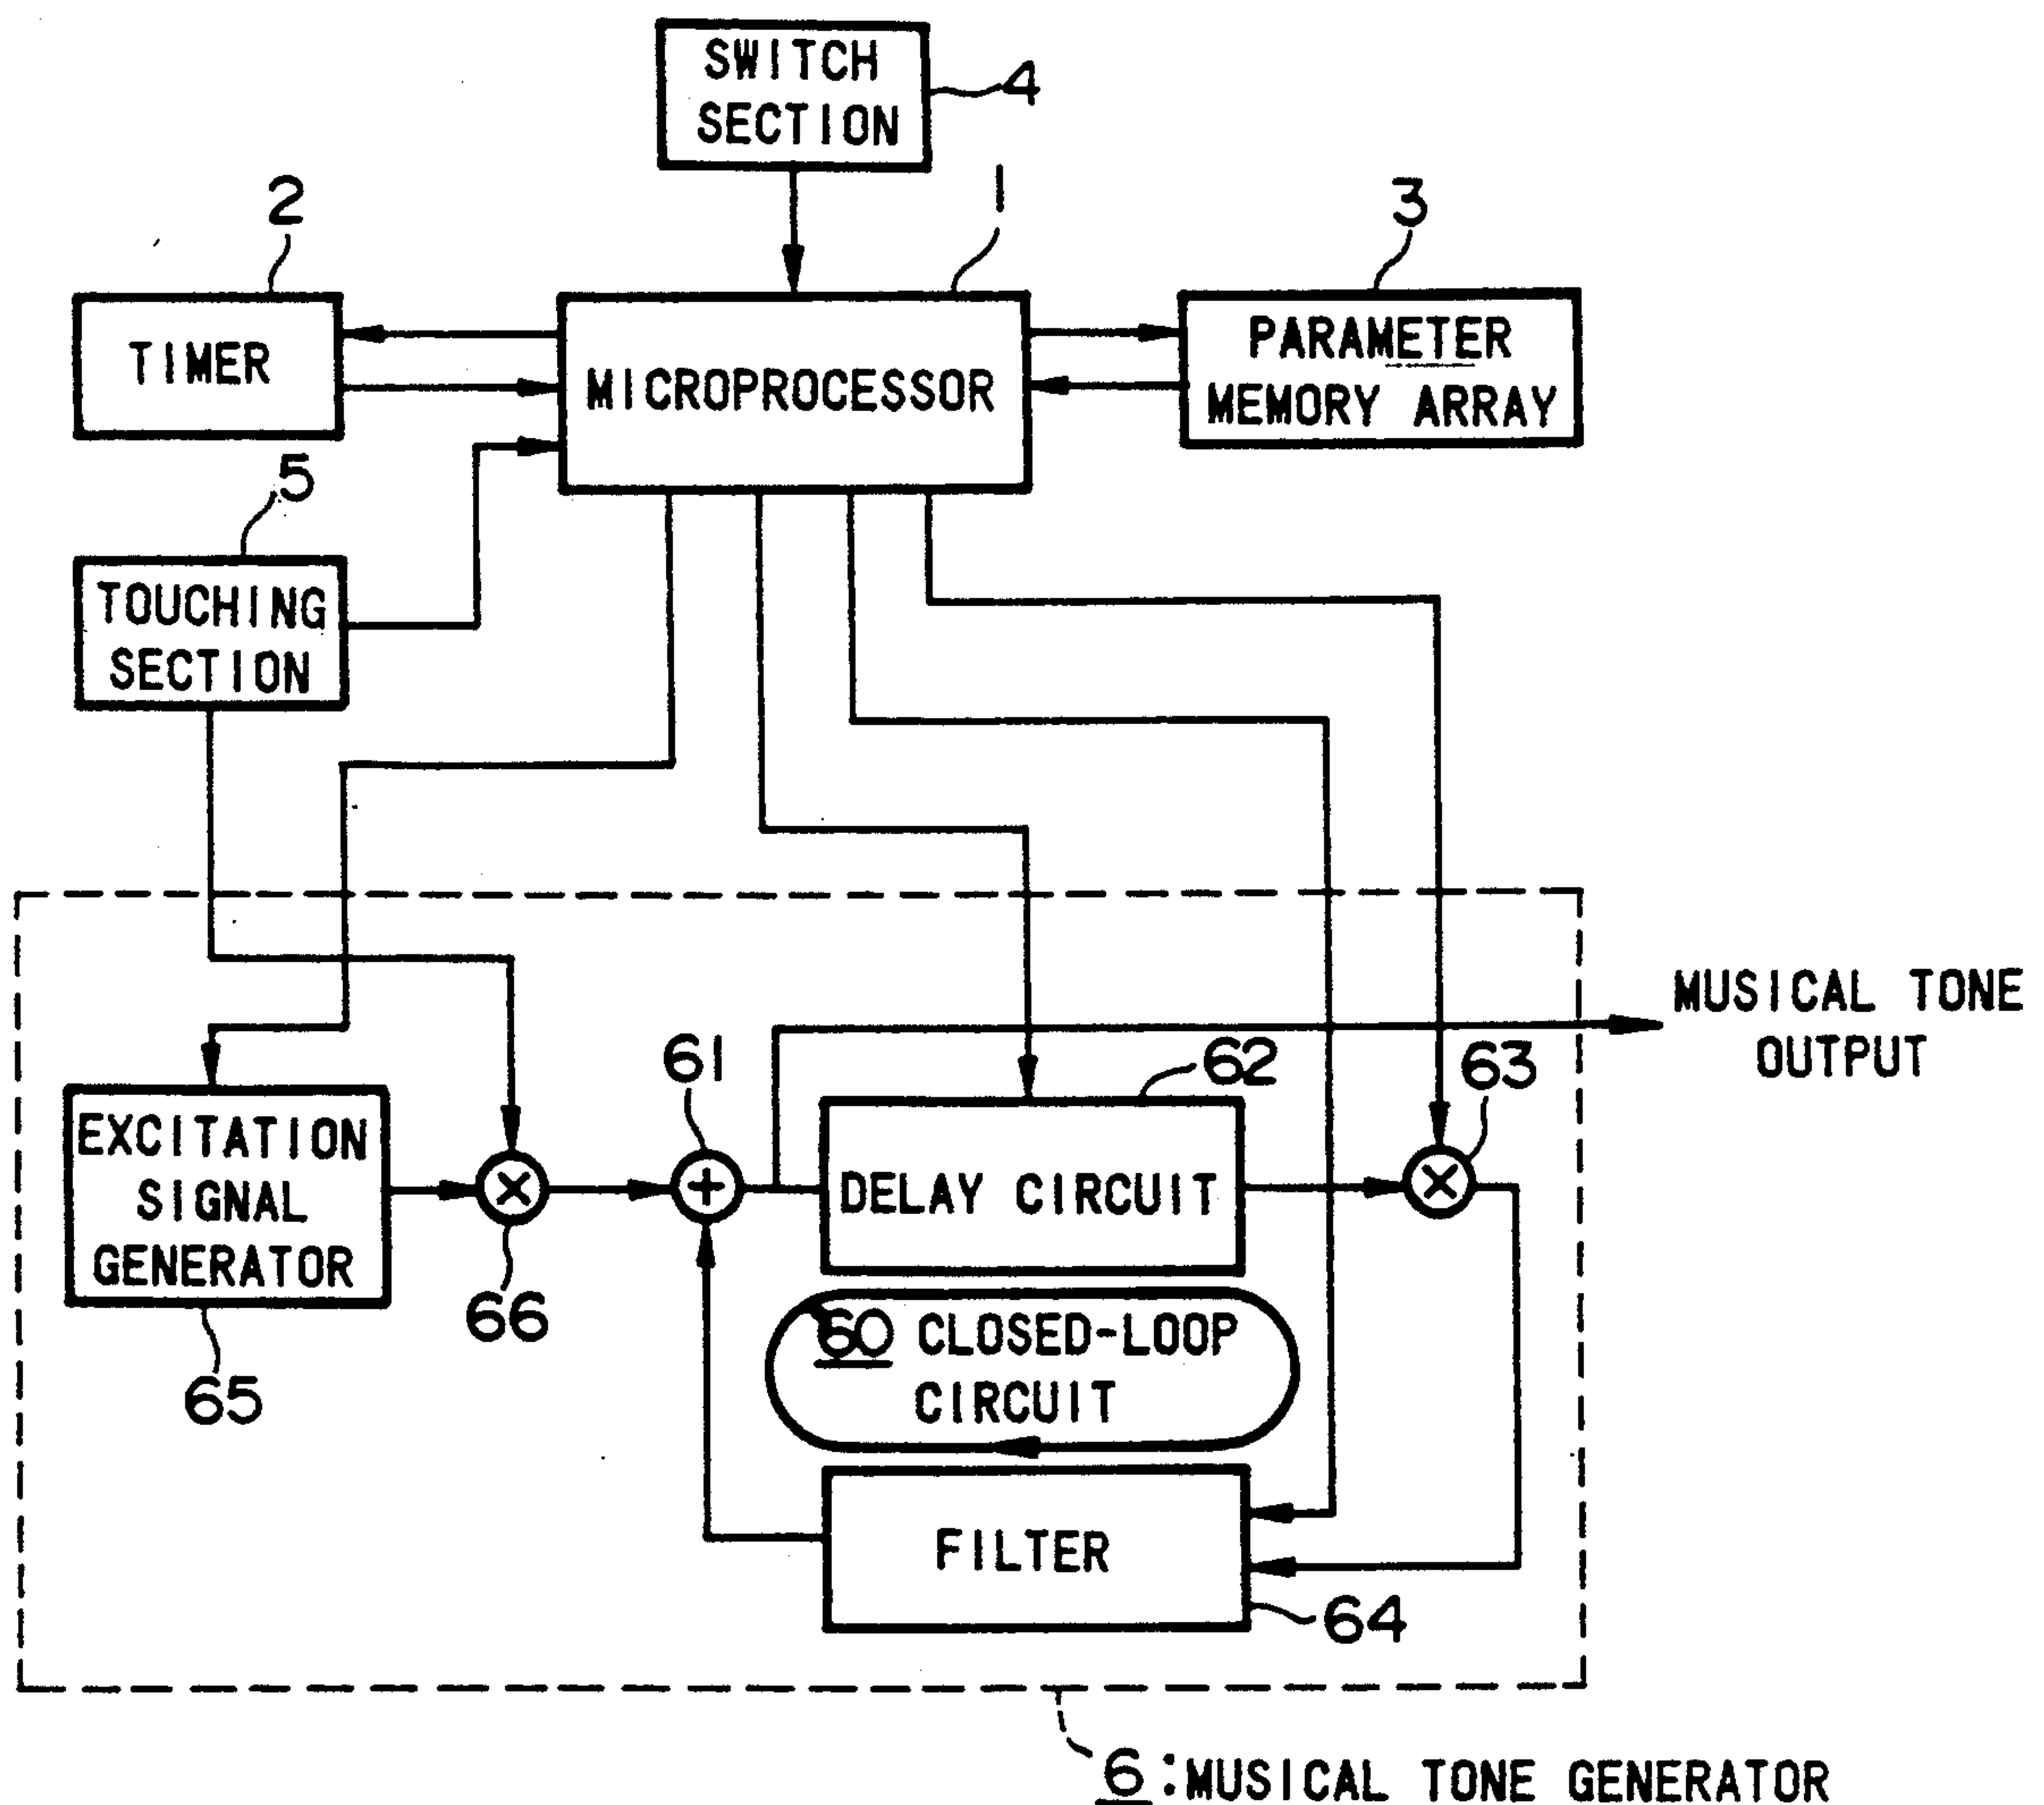 SWITCH
SECTION
4
1
2
3
TIMER
MICROPROCESSOR
PARAMETER
MEMORY ARRAY
5
TOUCHING
SECTION
MUSICAL TONE
OUTPUT
61
62
63
EXCITATION
SIGNAL
GENERATOR
×
+
DELAY CIRCUIT
×
66
65
60 CLOSED-LOOP
CIRCUIT
FILTER
64
6:MUSICAL TONE GENERATOR